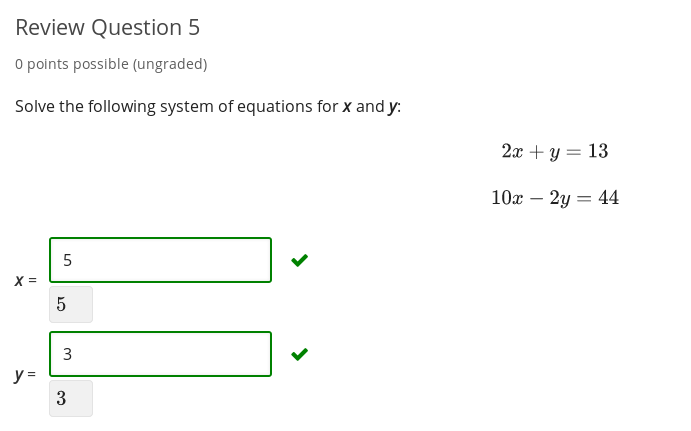 Review Question 5
0 points possible (ungraded)
Solve the following system of equations for x and y:
2x + y = 13
10x − 2y = 44
x =
5
5
y =
3
3